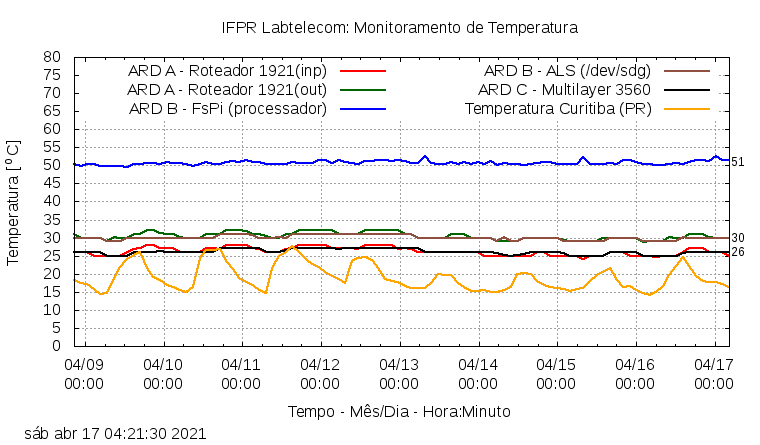 IFPR Labtelecom: Monitoramento de Temperatura
ARD A - Roteador 1921(inp)
ARD A - Roteador 1921(out)
ARD B - FsPi (processador)
ARD B - ALS (/dev/sdg)
ARD C - Multilayer 3560
Temperatura Curitiba (PR)
Temperatura [ºC]
80
75
70
65
60
55
50
45
40
35
30
25
20
15
10
5
0
51
30
26
04/09 04/10 04/11 04/12 04/13 04/14 04/15 04/16 04/17
00:00 00:00 00:00 00:00 00:00 00:00 00:00 00:00 00:00
Tempo - Mês/Dia - Hora:Minuto
sáb abr 17 04:21:30 2021